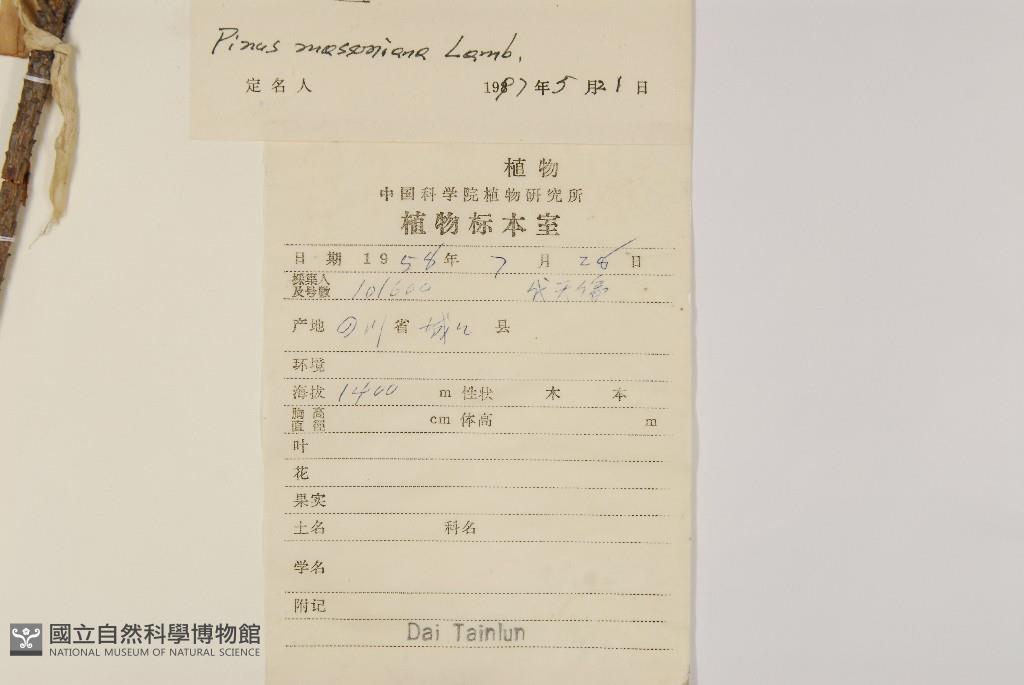 Pinus massoniana Lamb.
定名人 1987年5月21日
植物
中国科学院植物研究所
植物标本室
日期 1958年 7月 28日
採集人
及号數 101600
产地 四川省 城口 县
环境
海拔 1400 m 性状 木 本
胸高
直径 cm 体高 m
叶
花
果实
土名 科名
学名
附记
Dai Tainlun
國立自然科學博物館
NATIONAL MUSEUM OF NATURAL SCIENCE